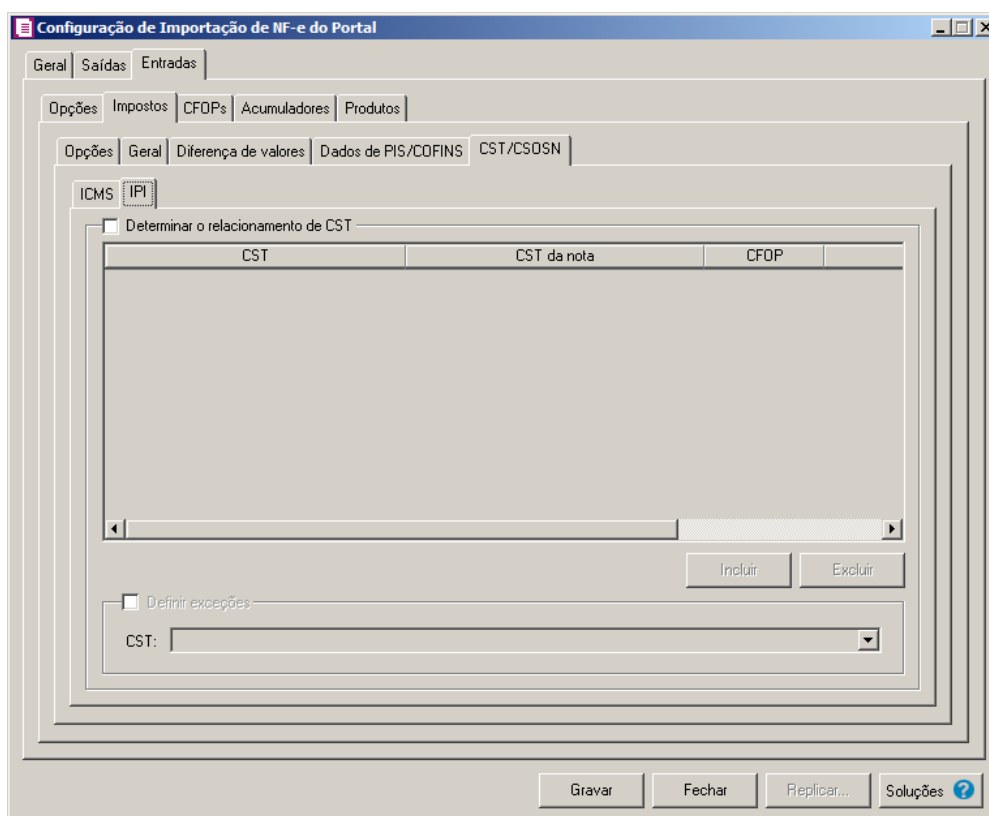 Configuração de Importação de NF-e do Portal
Geral Saídas Entradas
Opções Impostos CFOPs Acumuladores Produtos
Opções Geral Diferença de valores Dados de PIS/COFINS CST/CSOSN
ICMS IPI
Determinar o relacionamento de CST
CST CST da nota CFOP
Incluir Excluir
Definir exceções
CST:
Gravar Fechar Replicar... Soluções ?